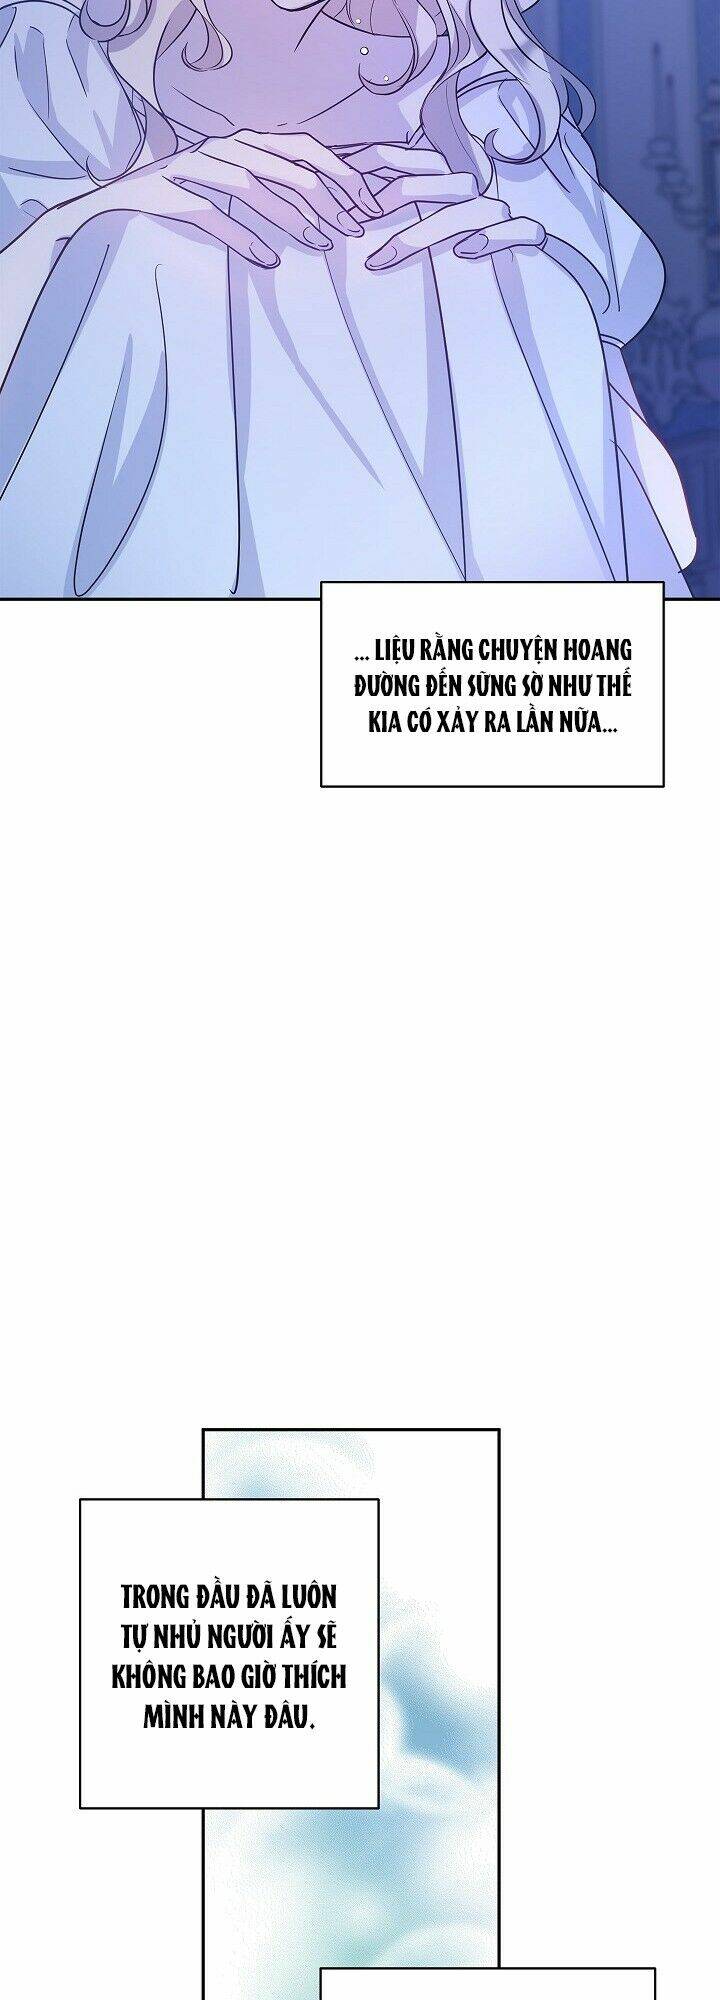 ... LIỆU RẰNG CHUYỆN HOANG
ĐƯỜNG ĐẾN SỮNG SỜ NHƯ THẾ
KIA CÓ XẢY RA LẦN NỮA...
TRONG ĐẦU ĐÃ LUÔN
TỰ NHỦ NGƯỜI ẤY SẼ
KHÔNG BAO GIỜ THÍCH
MÌNH NÀY ĐÂU.